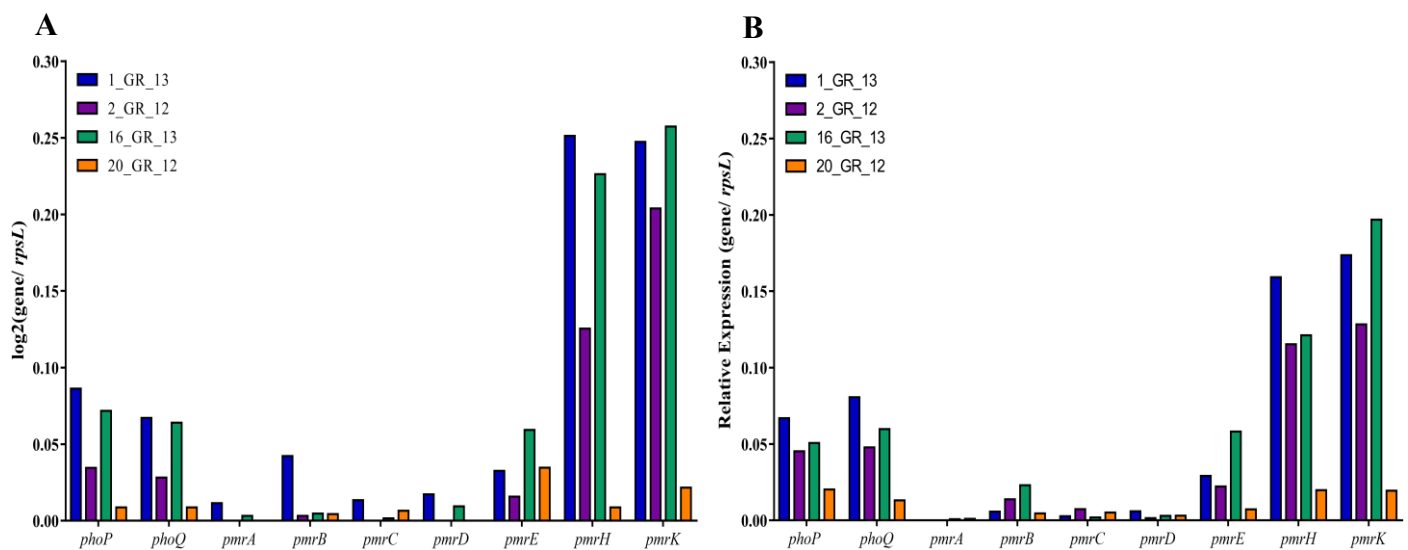 A
log2(gene/ rpsL)
0.30
0.25
0.20
0.15
0.10
0.05
0.00
1_GR_13
2_GR_12
16_GR_13
20_GR_12
phoP phoQ pmrA pmrB pmrC pmrD pmrE pmrH pmrK
B
Relative Expression (gene/ rpsL)
0.30
0.25
0.20
0.15
0.10
0.05
0.00
1_GR_13
2_GR_12
16_GR_13
20_GR_12
phoP phoQ pmrA pmrB pmrC pmrD pmrE pmrH pmrK